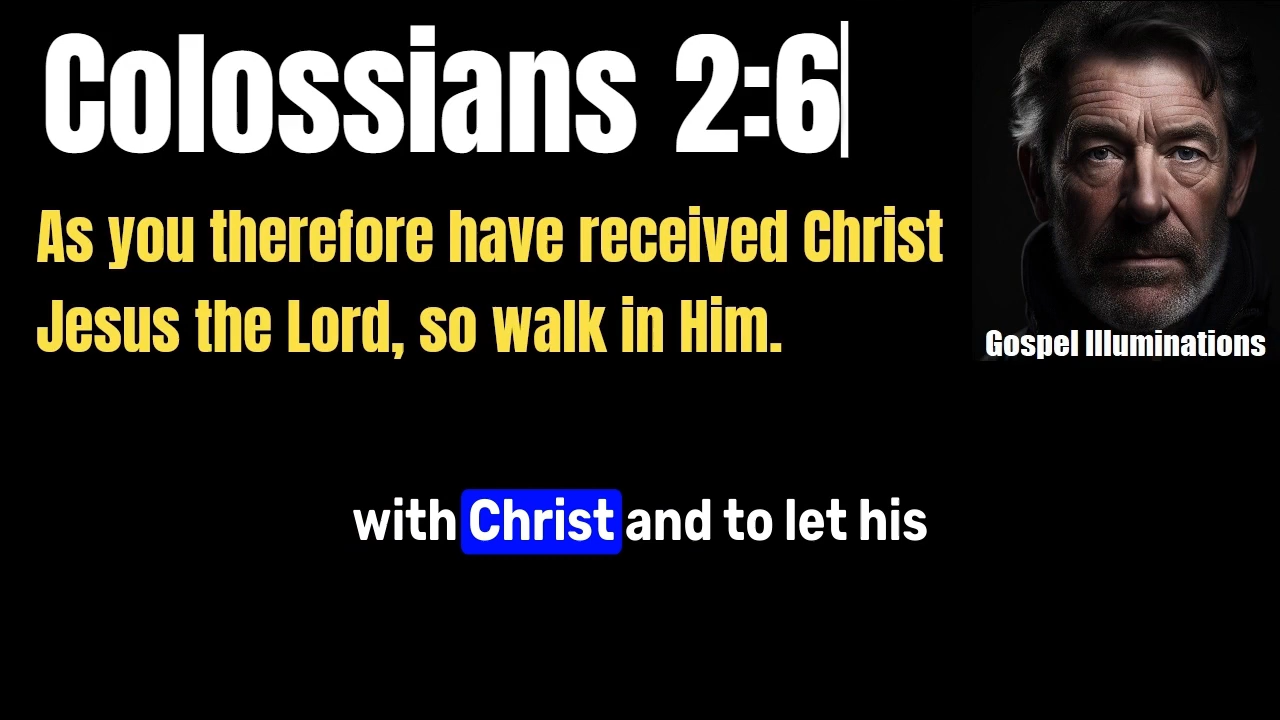 Colossians 2:6
As you therefore have received Christ
Jesus the Lord, so walk in Him.
Gospel Illuminations
with Christ and to let his